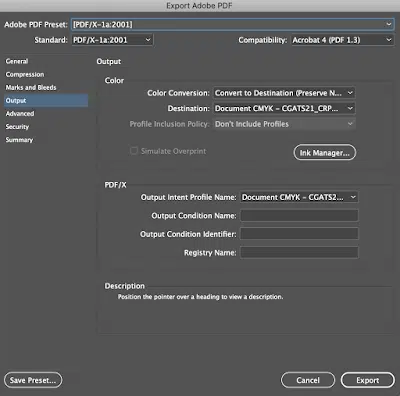 Export Adobe PDF
Adobe PDF Preset: [PDF/X-1a:2001]
Standard: PDF/X-1a:2001 Compatibility: Acrobat 4 (PDF 1.3)
General
Compression
Marks and Bleeds
Output
Advanced
Security
Summary
Output
Color
Color Conversion: Convert to Destination (Preserve N...
Destination: Document CMYK - CGATS21_CRP...
Profile Inclusion Policy: Don't Include Profiles
Simulate Overprint
Ink Manager...
PDF/X
Output Intent Profile Name: Document CMYK - CGATS2...
Output Condition Name:
Output Condition Identifier:
Registry Name:
Description
Position the pointer over a heading to view a description.
Save Preset... Cancel Export